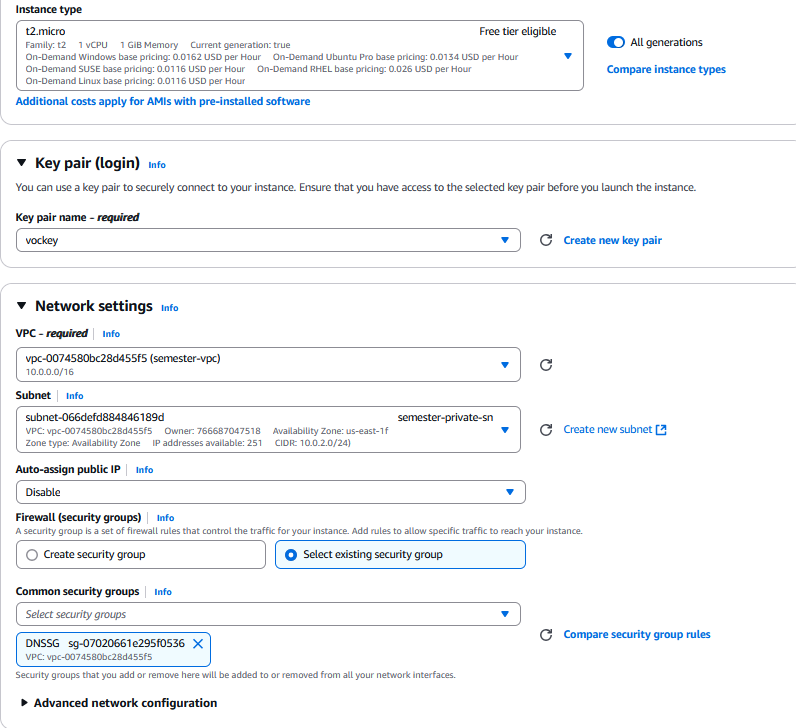 Instance type
t2.micro Free tier eligible
Family: t2 1 vCPU 1 GiB Memory Current generation: true
On-Demand Windows base pricing: 0.0162 USD per Hour On-Demand Ubuntu Pro base pricing: 0.0134 USD per Hour
On-Demand SUSE base pricing: 0.0116 USD per Hour On-Demand RHEL base pricing: 0.026 USD per Hour
On-Demand Linux base pricing: 0.0116 USD per Hour
All generations
Compare instance types
Additional costs apply for AMIs with pre-installed software
Key pair (login) Info
You can use a key pair to securely connect to your instance. Ensure that you have access to the selected key pair before you launch the instance.
Key pair name – required
vockey
Create new key pair
Network settings Info
VPC – required Info
vpc-0074580bc28d455f5 (semester-vpc)
10.0.0.0/16
Subnet Info
subnet-066defd884846189d semester-private-sn
VPC: vpc-0074580bc28d455f5 Owner: 766687047518 Availability Zone: us-east-1f
Zone type: Availability Zone IP addresses available: 251 CIDR: 10.0.2.0/24)
Create new subnet
Auto-assign public IP Info
Disable
Firewall (security groups) Info
A security group is a set of firewall rules that control the traffic for your instance. Add rules to allow specific traffic to reach your instance.
Create security group
Select existing security group
Common security groups Info
Select security groups
DNSSG sg-07020661e295f0536
VPC: vpc-0074580bc28d455f5
Compare security group rules
Security groups that you add or remove here will be added to or removed from all your network interfaces.
Advanced network configuration